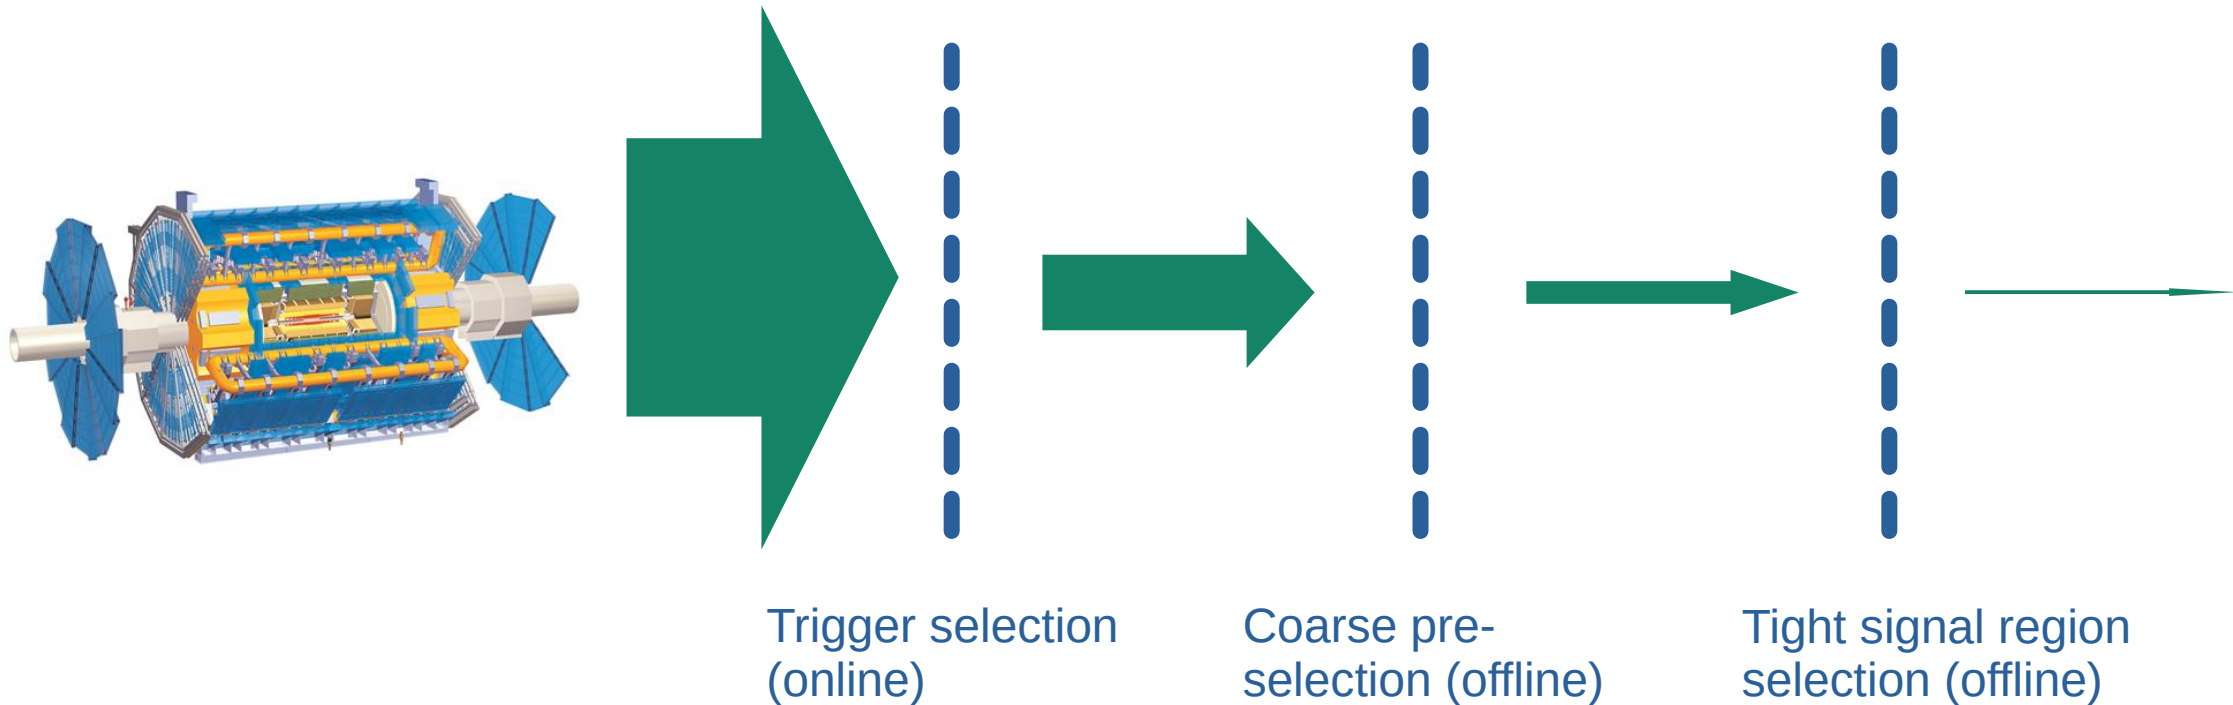 Trigger selection
(online)
Coarse pre-
selection (offline)
Tight signal region
selection (offline)